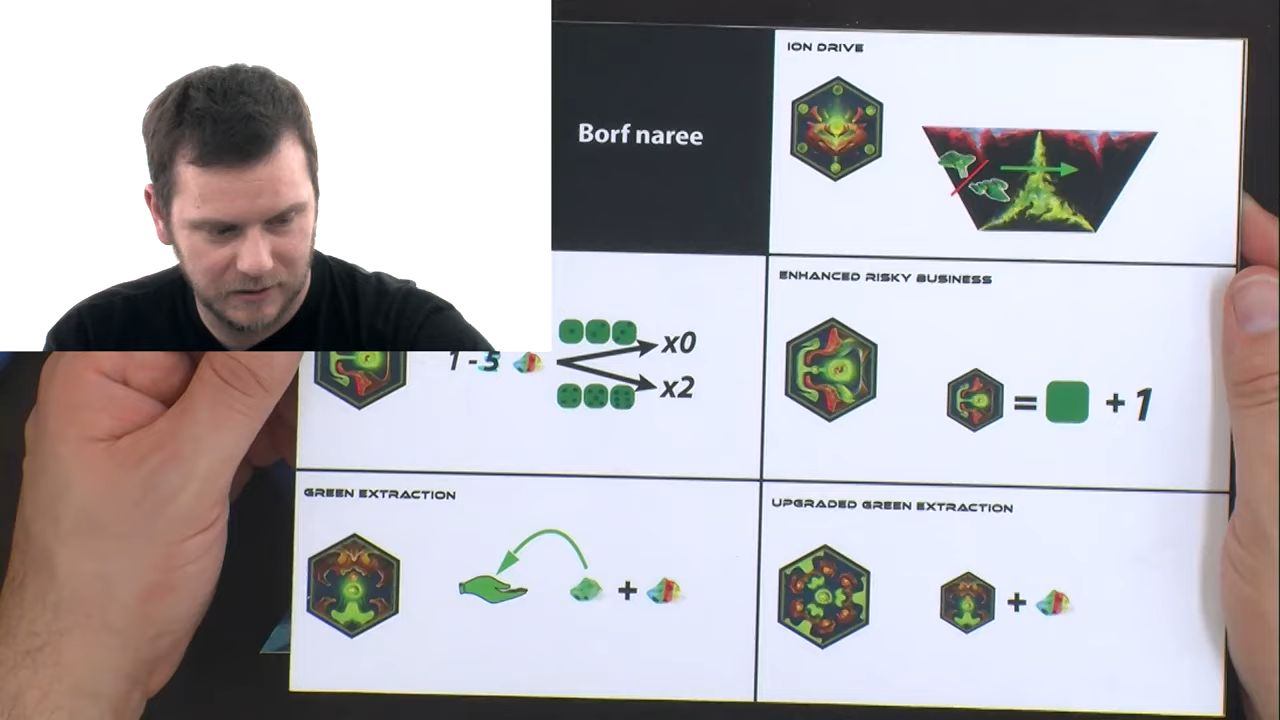 ION DRIVE
Borf naree
ENHANCED RISKY BUSINESS
1 - 5
x0
x2
= + 1
GREEN EXTRACTION
+
UPGRADED GREEN EXTRACTION
+